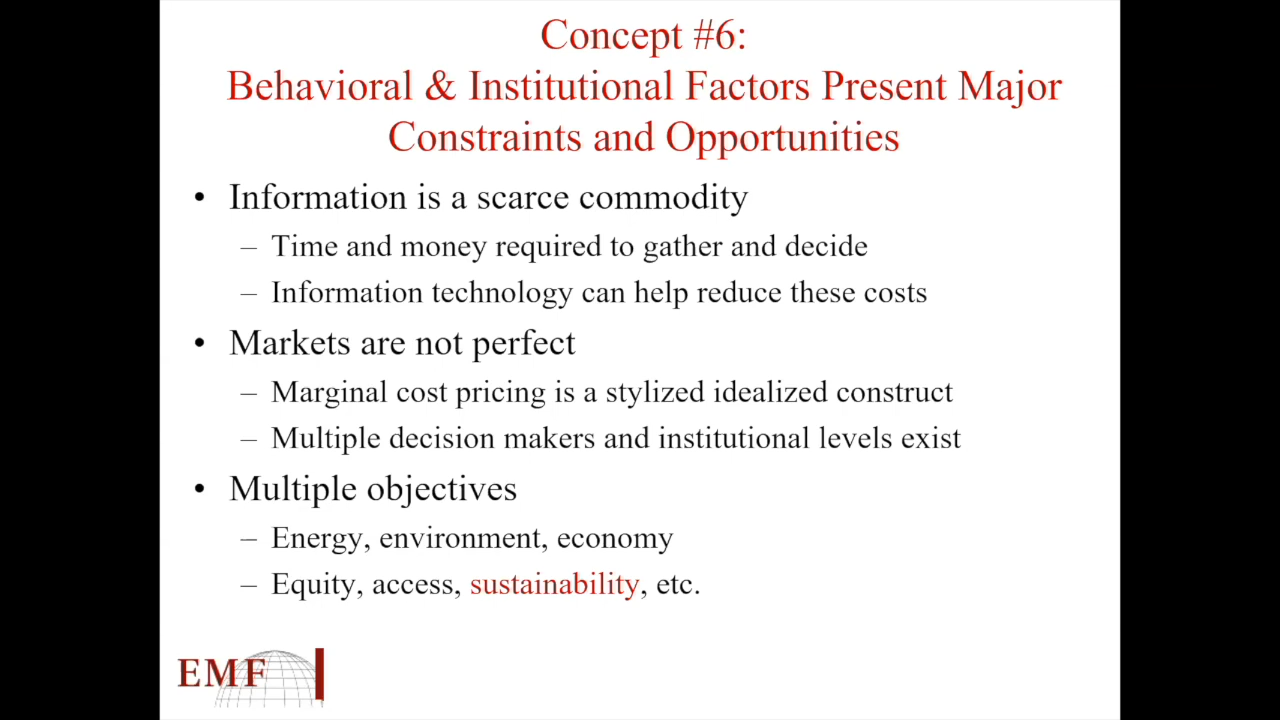 Concept #6:
Behavioral & Institutional Factors Present Major
Constraints and Opportunities
• Information is a scarce commodity
– Time and money required to gather and decide
– Information technology can help reduce these costs
• Markets are not perfect
– Marginal cost pricing is a stylized idealized construct
– Multiple decision makers and institutional levels exist
• Multiple objectives
– Energy, environment, economy
– Equity, access, sustainability, etc.
EMF